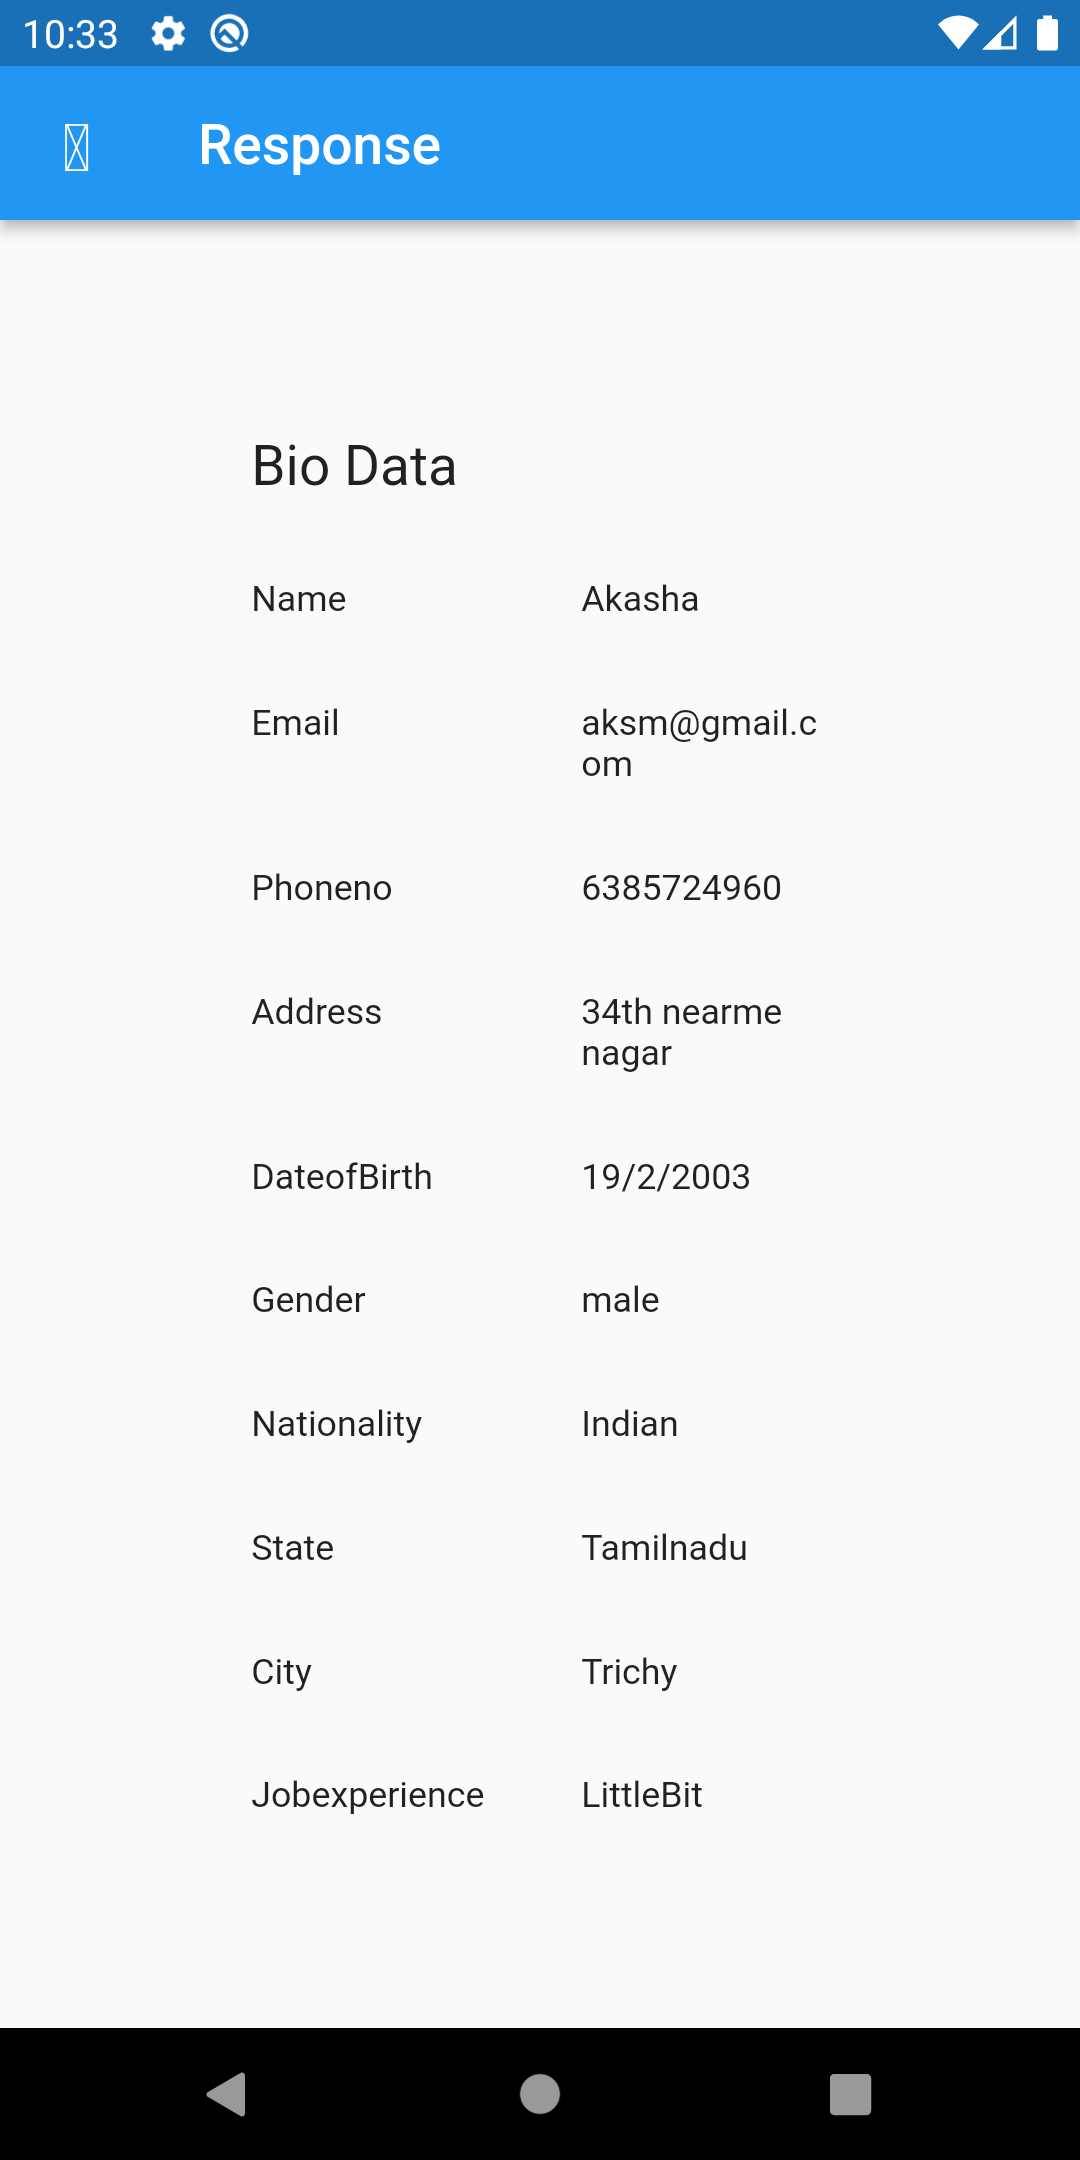 10:33
Response
Bio Data
Name Akasha
Email aksm@gmail.c
om
Phoneno 6385724960
Address 34th nearme
nagar
DateofBirth 19/2/2003
Gender male
Nationality Indian
State Tamilnadu
City Trichy
Jobexperience LittleBit